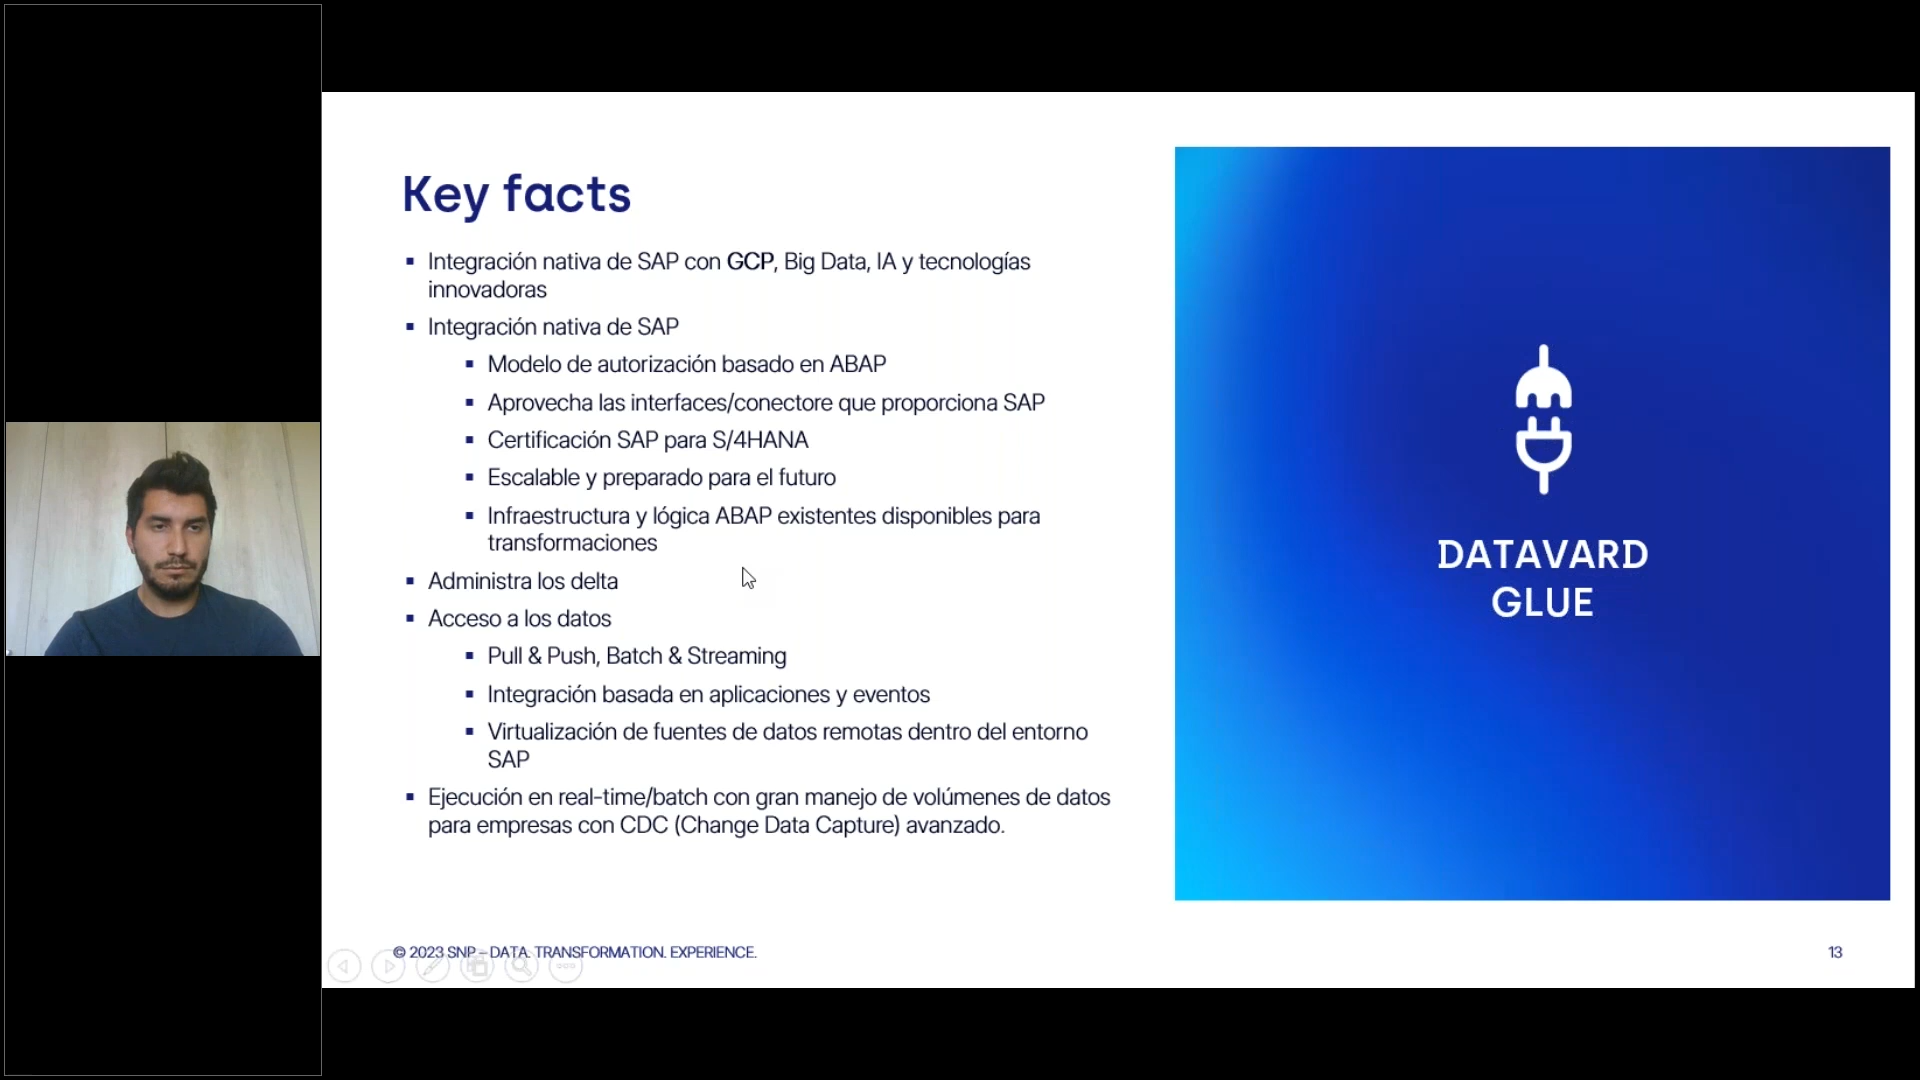 Key facts
Integración nativa de SAP con GCP, Big Data, IA y tecnologías
innovadoras
Integración nativa de SAP
Modelo de autorización basado en ABAP
Aprovecha las interfaces/conectore que proporciona SAP
Certificación SAP para S/4HANA
Escalable y preparado para el futuro
Infraestructura y lógica ABAP existentes disponibles para
transformaciones
Administra los delta
Acceso a los datos
Pull & Push, Batch & Streaming
Integración basada en aplicaciones y eventos
Virtualización de fuentes de datos remotas dentro del entorno
SAP
Ejecución en real-time/batch con gran manejo de volúmenes de datos
para empresas con CDC (Change Data Capture) avanzado.
DATAVARD
GLUE
© 2023 SNP – DATA. TRANSFORMATION. EXPERIENCE.
13